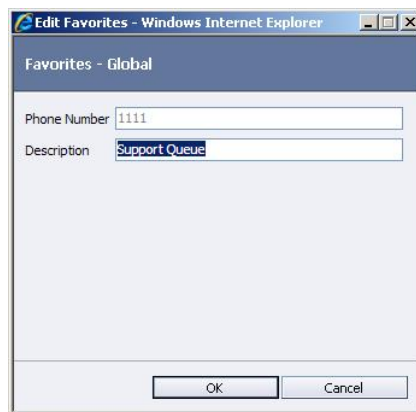 Edit Favorites - Windows Internet Explorer
Favorites - Global
Phone Number 1111
Description Support Queue
OK Cancel